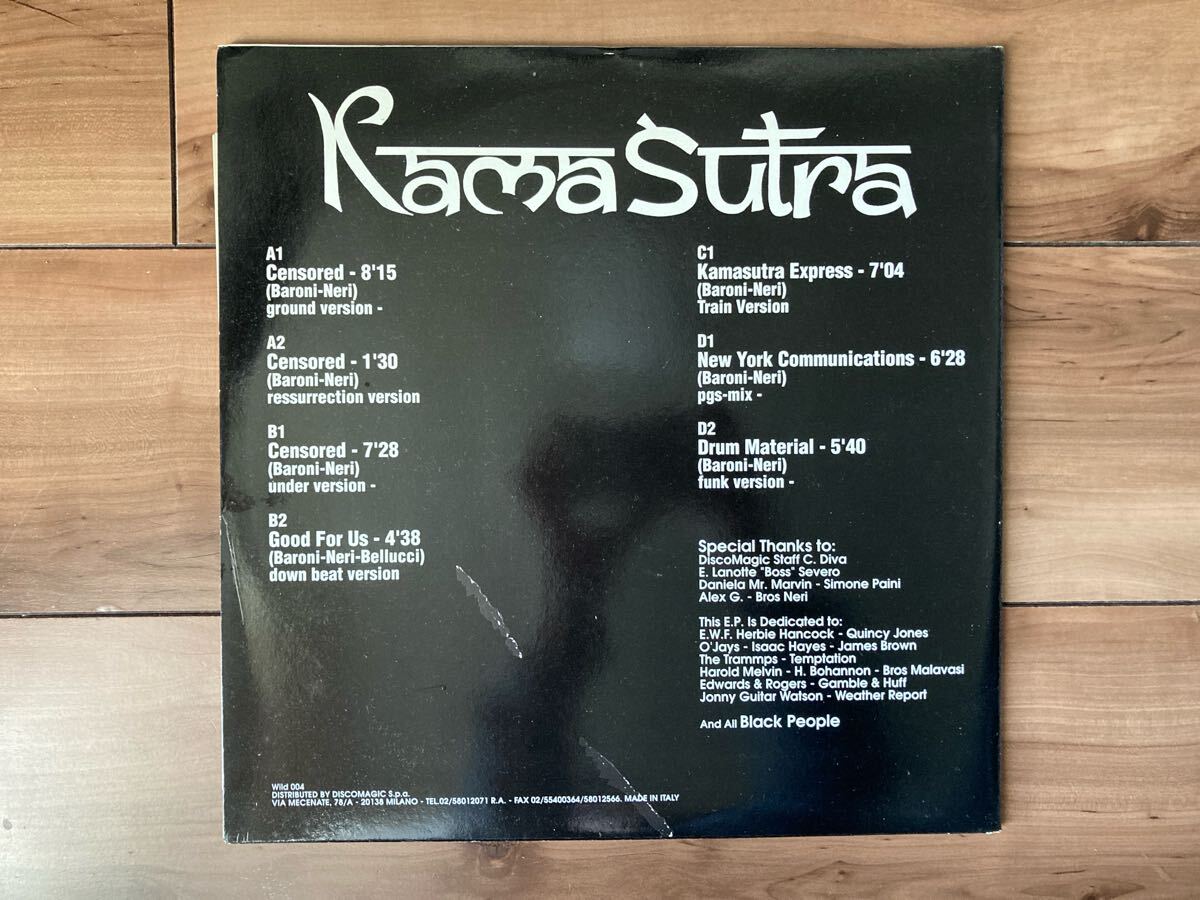 Kama Sutra
A1
Censored - 8'15
(Baroni-Neri)
ground version -
A2
Censored - 1'30
(Baroni-Neri)
ressurrection version
B1
Censored - 7'28
(Baroni-Neri)
under version -
B2
Good For Us - 4'38
(Baroni-Neri-Bellucci)
down beat version
C1
Kamasutra Express - 7'04
(Baroni-Neri)
Train Version
D1
New York Communications - 6'28
(Baroni-Neri)
pgs-mix -
D2
Drum Material - 5'40
(Baroni-Neri)
funk version -
Special Thanks to:
DiscoMagic Staff C. Diva
E. Lanotte "Boss" Severo
Daniela Mr. Marvin - Simone Paini
Alex G. - Bros Neri
This E.P. Is Dedicated to:
E.W.F. Herbie Hancock - Quincy Jones
O'Jays - Isaac Hayes - James Brown
The Trammps - Temptation
Harold Melvin - H. Bohannon - Bros Malavasi
Edwards & Rogers - Gamble & Huff
Jonny Guitar Watson - Weather Report
And All Black People
Wild 004
DISTRIBUTED BY DISCOMAGIC S.p.a.
VIA MECENATE, 78/A - 20138 MILANO - TEL.02/58012071 R.A. - FAX 02/55400364/58012566. MADE IN ITALY